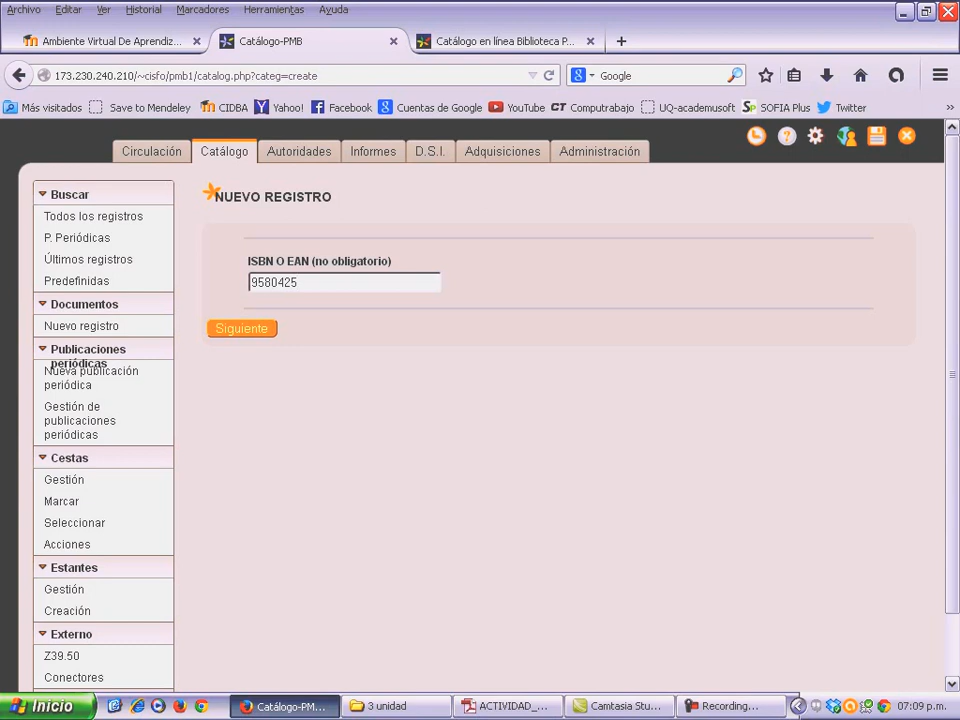 Archivo Editar Ver Historial Marcadores Herramientas Ayuda
Ambiente Virtual De Aprendiz... Catálogo-PMB Catálogo en línea Biblioteca P...
173.230.240.210/~cisfo/pmb1/catalog.php?categ=create Google
Más visitados Save to Mendeley CIDBA Yahoo! Facebook Cuentas de Google YouTube CT Computrabajo UQ-academusoft SOFIA Plus Twitter
Circulación Catálogo Autoridades Informes D.S.I. Adquisiciones Administración
NUEVO REGISTRO
ISBN O EAN (no obligatorio)
9580425
Siguiente
Buscar
Todos los registros
P. Periódicas
Últimos registros
Predefinidas
Documentos
Nuevo registro
Publicaciones
periódicas
Nueva publicación
periódica
Gestión de
publicaciones
periódicas
Cestas
Gestión
Marcar
Seleccionar
Acciones
Estantes
Gestión
Creación
Externo
Z39.50
Conectores
Inicio Catálogo-PM... 3 unidad ACTIVIDAD_... Camtasia Stu... Recording... 07:09 p.m.